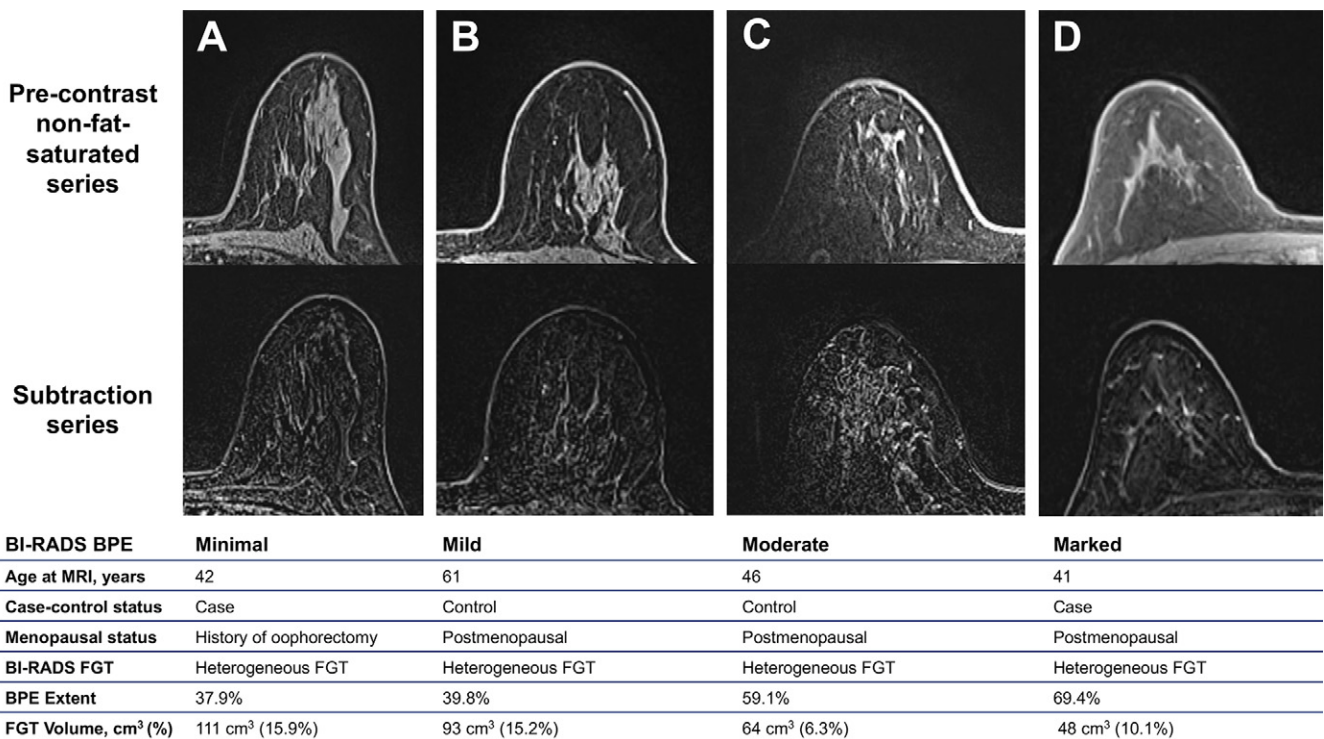 A B C D
Pre-contrast
non-fat-
saturated
series
Subtraction
series
BI-RADS BPE Minimal Mild Moderate Marked
Age at MRI, years 42 61 46 41
Case-control status Case Control Control Case
Menopausal status History of oophorectomy Postmenopausal Postmenopausal Postmenopausal
BI-RADS FGT Heterogeneous FGT Heterogeneous FGT Heterogeneous FGT Heterogeneous FGT
BPE Extent 37.9% 39.8% 59.1% 69.4%
FGT Volume, cm³ (%) 111 cm³ (15.9%) 93 cm³ (15.2%) 64 cm³ (6.3%) 48 cm³ (10.1%)